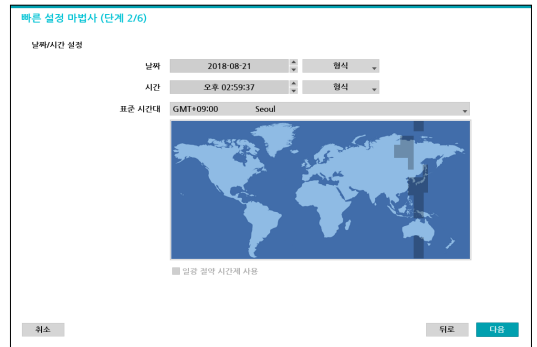 빠른 설정 마법사 (단계 2/6)
날짜/시간 설정
날짜 2018-08-21 형식
시간 오후 02:59:37 형식
표준 시간대 GMT+09:00 Seoul
일광 절약 시간제 사용
취소 뒤로 다음